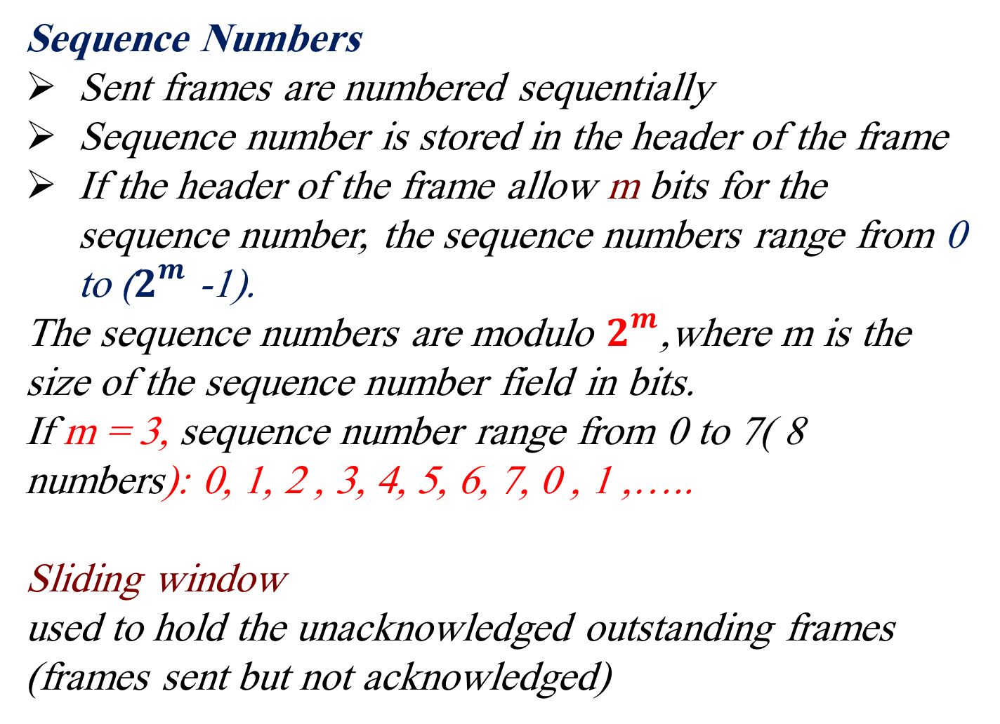 Sequence Numbers
➢ Sent frames are numbered sequentially
➢ Sequence number is stored in the header of the frame
➢ If the header of the frame allow m bits for the
sequence number, the sequence numbers range from 0
to (2^m -1).
The sequence numbers are modulo 2^m ,where m is the
size of the sequence number field in bits.
If m = 3, sequence number range from 0 to 7( 8
numbers): 0, 1, 2 , 3, 4, 5, 6, 7, 0 , 1 ,…..
Sliding window
used to hold the unacknowledged outstanding frames
(frames sent but not acknowledged)